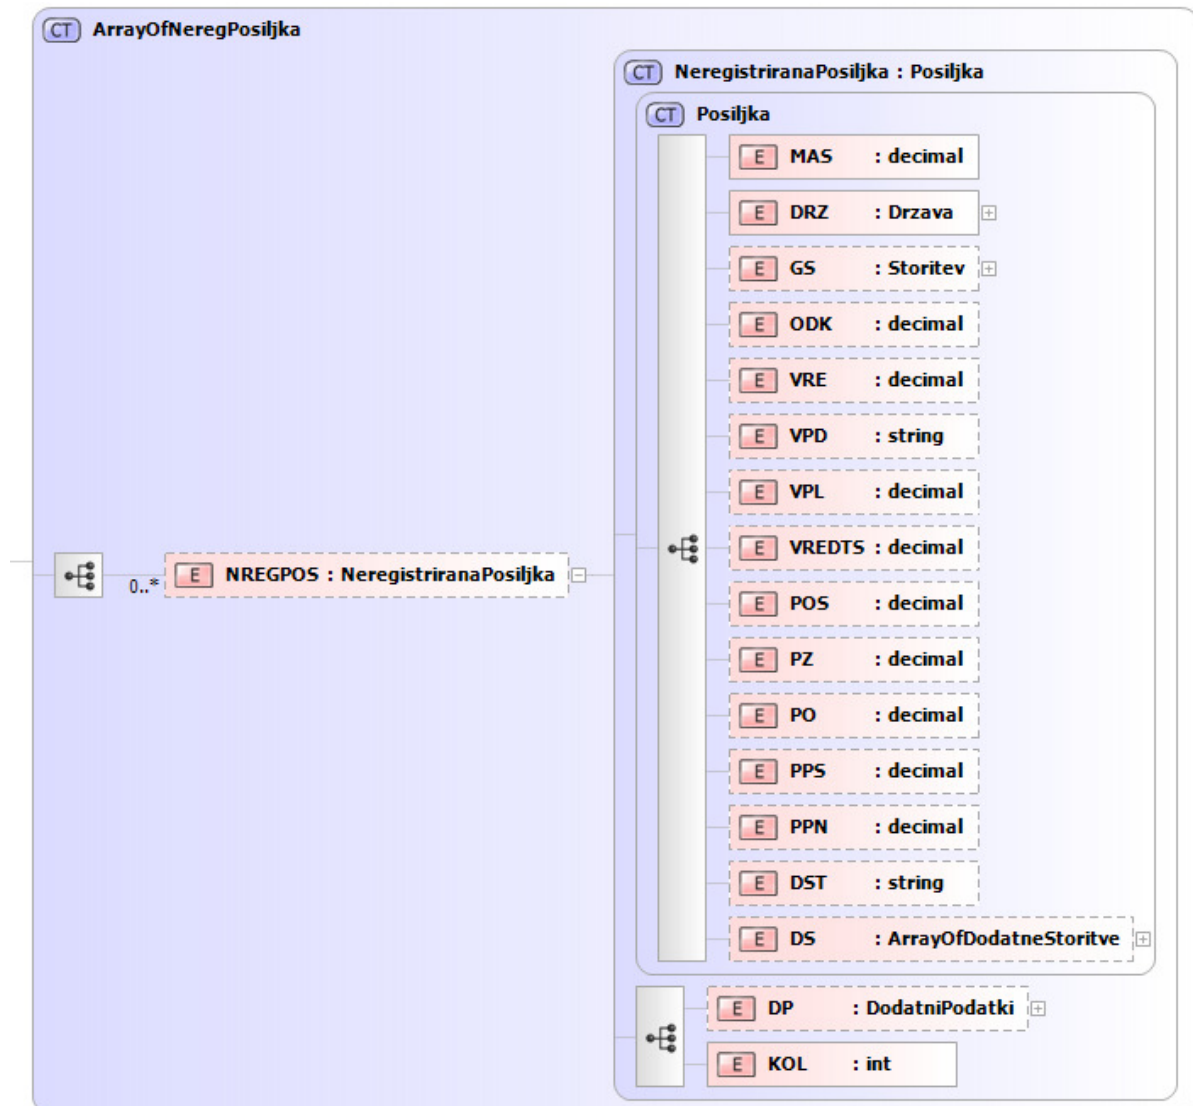 CT ArrayOfNeregPosiljka
CT NeregistriranaPosiljka : Posiljka
CT Posiljka
E MAS : decimal
E DRZ : Drzava
E GS : Storitev
E ODK : decimal
E VRE : decimal
E VPD : string
E VPL : decimal
E VREDTS : decimal
0..* E NREGPOS : NeregistriranaPosiljka
E POS : decimal
E PZ : decimal
E PO : decimal
E PPS : decimal
E PPN : decimal
E DST : string
E DS : ArrayOfDodatneStoritve
E DP : DodatniPodatki
E KOL : int